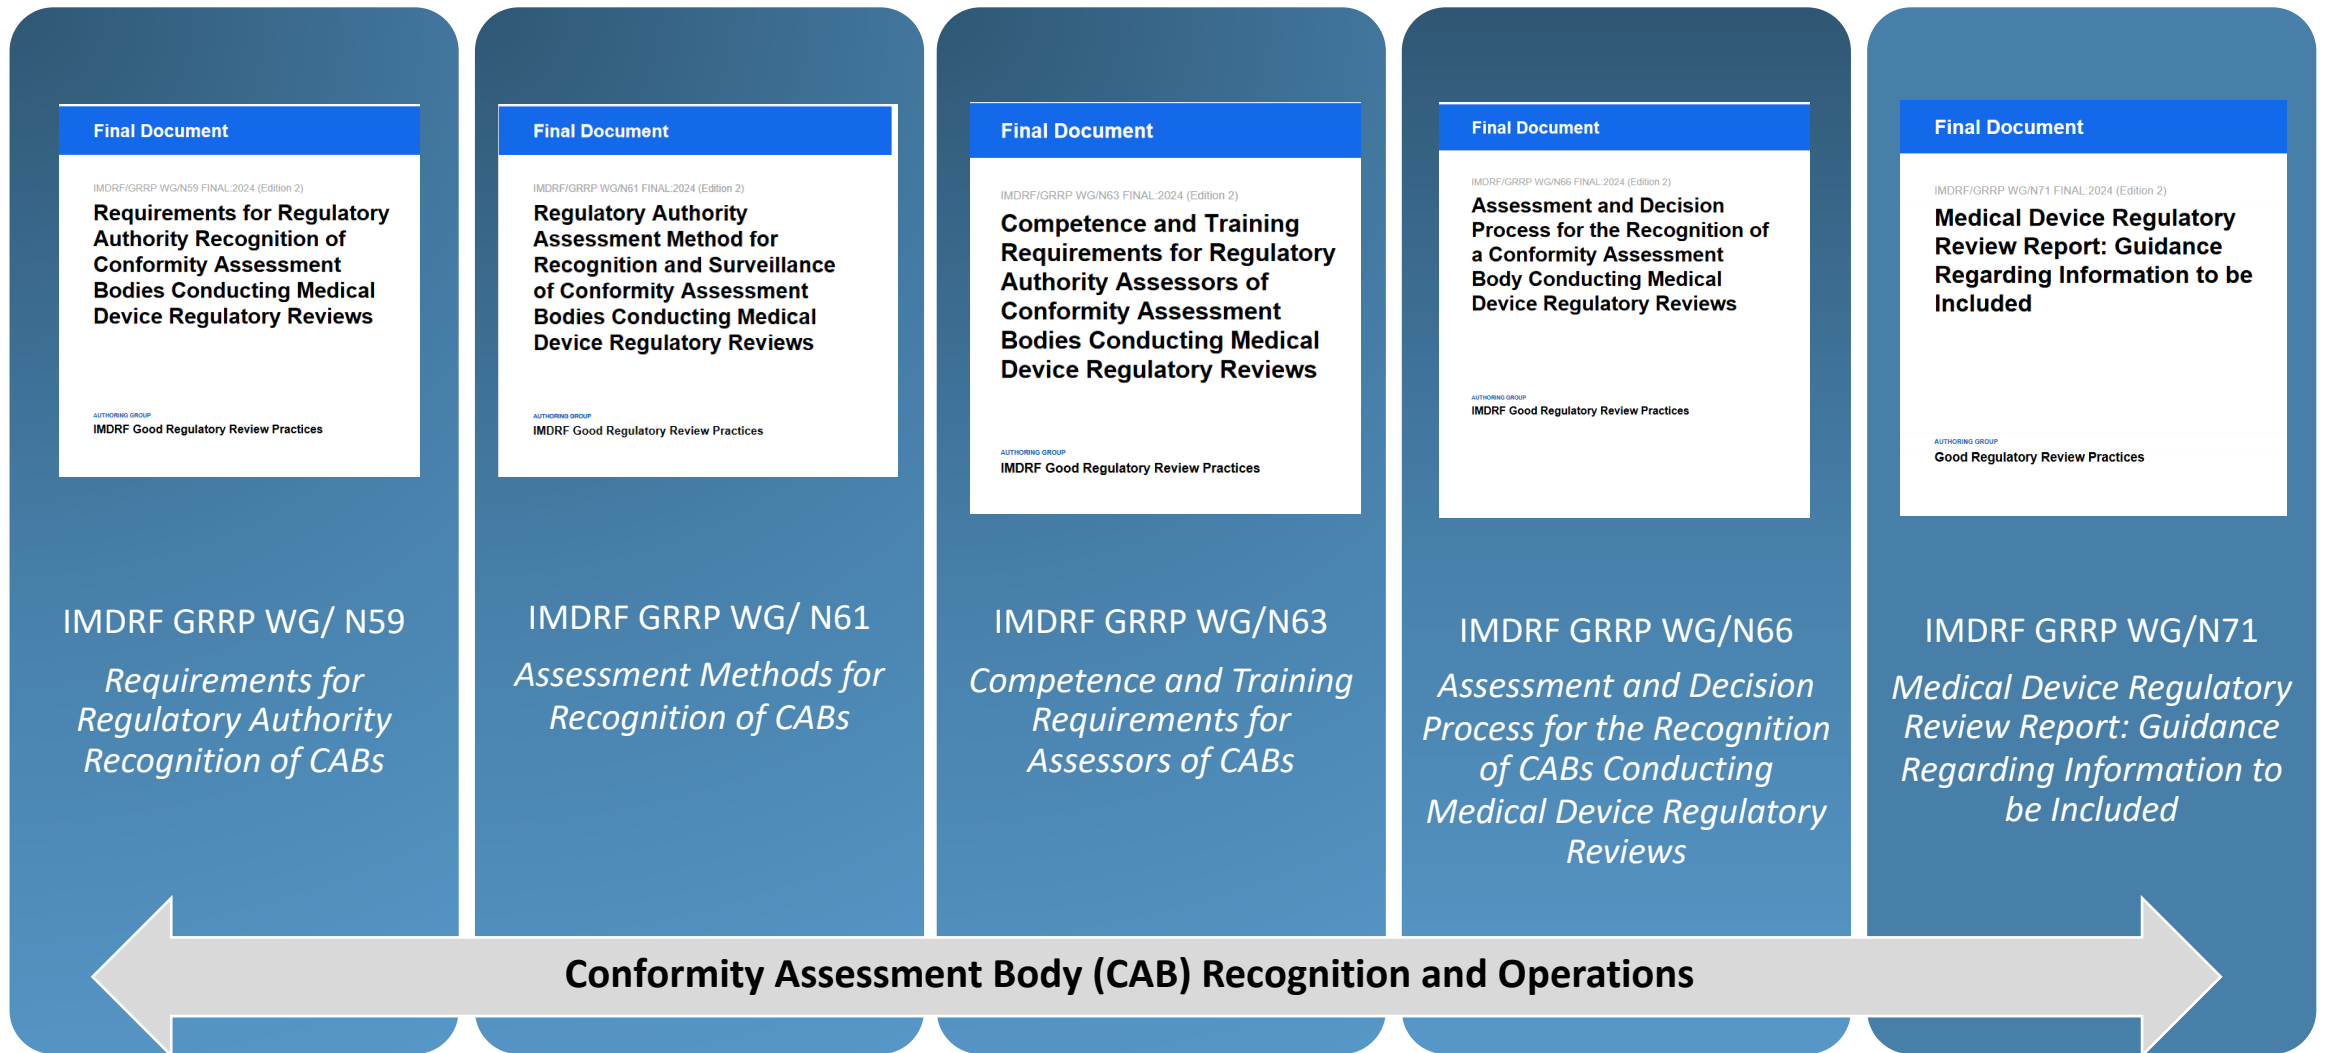 Final Document
IMDRF/GRRP WG/N59 FINAL:2024 (Edition 2)
Requirements for Regulatory
Authority Recognition of
Conformity Assessment
Bodies Conducting Medical
Device Regulatory Reviews
AUTHORING GROUP
IMDRF Good Regulatory Review Practices
IMDRF GRRP WG/ N59
Requirements for
Regulatory Authority
Recognition of CABs
Final Document
IMDRF/GRRP WG/N61 FINAL:2024 (Edition 2)
Regulatory Authority
Assessment Method for
Recognition and Surveillance
of Conformity Assessment
Bodies Conducting Medical
Device Regulatory Reviews
AUTHORING GROUP
IMDRF Good Regulatory Review Practices
IMDRF GRRP WG/ N61
Assessment Methods for
Recognition of CABs
Final Document
IMDRF/GRRP WG/N63 FINAL:2024 (Edition 2)
Competence and Training
Requirements for Regulatory
Authority Assessors of
Conformity Assessment
Bodies Conducting Medical
Device Regulatory Reviews
AUTHORING GROUP
IMDRF Good Regulatory Review Practices
IMDRF GRRP WG/N63
Competence and Training
Requirements for
Assessors of CABs
Final Document
IMDRF/GRRP WG/N66 FINAL:2024 (Edition 2)
Assessment and Decision
Process for the Recognition of
a Conformity Assessment
Body Conducting Medical
Device Regulatory Reviews
AUTHORING GROUP
IMDRF Good Regulatory Review Practices
IMDRF GRRP WG/N66
Assessment and Decision
Process for the Recognition
of CABs Conducting
Medical Device Regulatory
Reviews
Final Document
IMDRF/GRRP WG/N71 FINAL:2024 (Edition 2)
Medical Device Regulatory
Review Report: Guidance
Regarding Information to be
Included
AUTHORING GROUP
Good Regulatory Review Practices
IMDRF GRRP WG/N71
Medical Device Regulatory
Review Report: Guidance
Regarding Information to
be Included
Conformity Assessment Body (CAB) Recognition and Operations